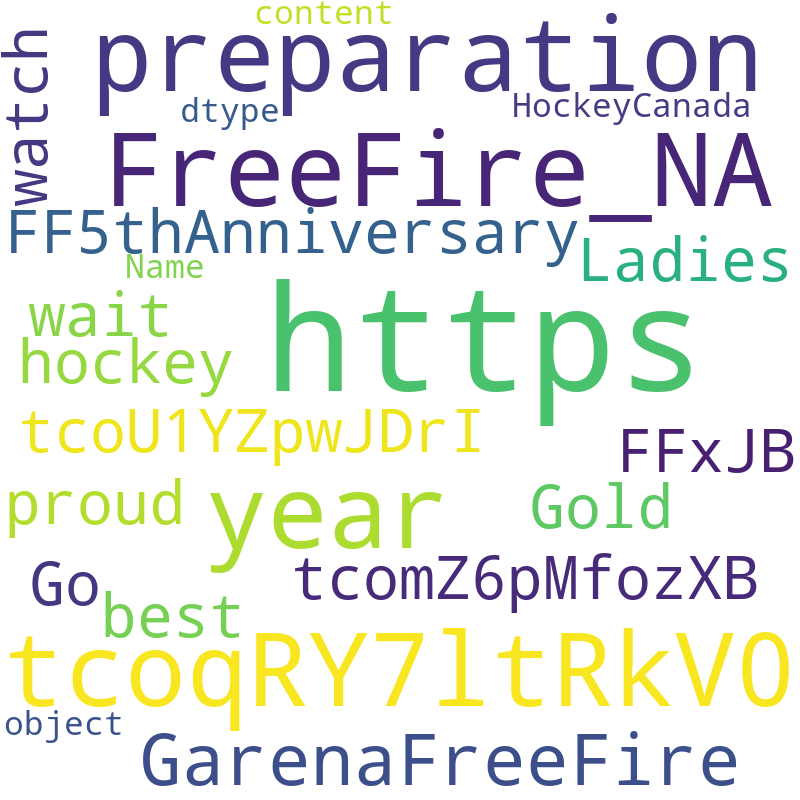 content
preparation
watch
dtype
HockeyCanada
FreeFire_NA
FF5thAnniversary
Ladies
Name
https
wait
hockey
tcoU1YZpwJDrI
FFxJB
proud
year
Gold
Go
tcomZ6pMfozXB
best
tcoqRY7ltRkVO
object
GarenaFreeFire